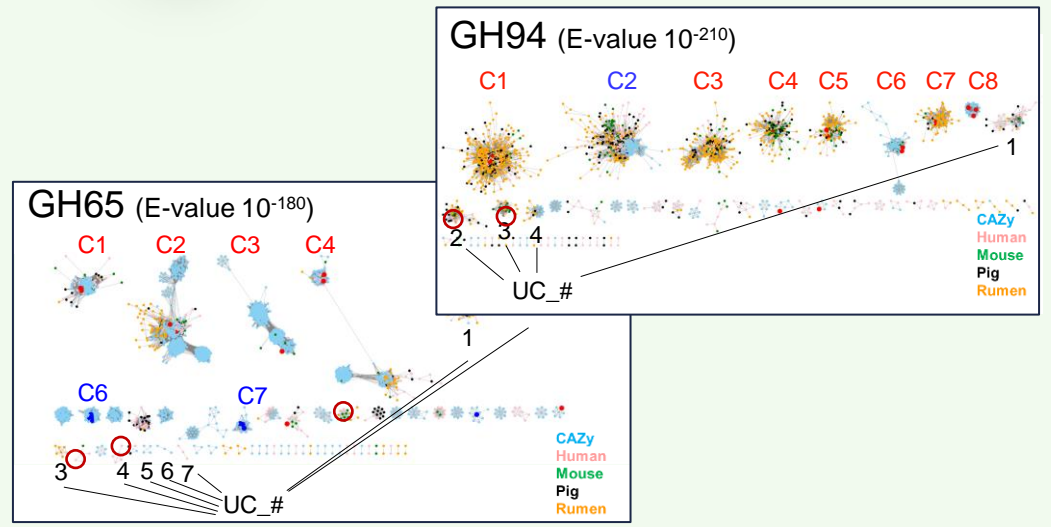 GH94 (E-value 10-210)
C1 C2 C3 C4 C5 C6 C7 C8
1
2 3 4
UC_#
CAZy
Human
Mouse
Pig
Rumen
GH65 (E-value 10-180)
C1 C2 C3 C4
1
C6 C7
3 4 5 6 7
UC_#
CAZy
Human
Mouse
Pig
Rumen